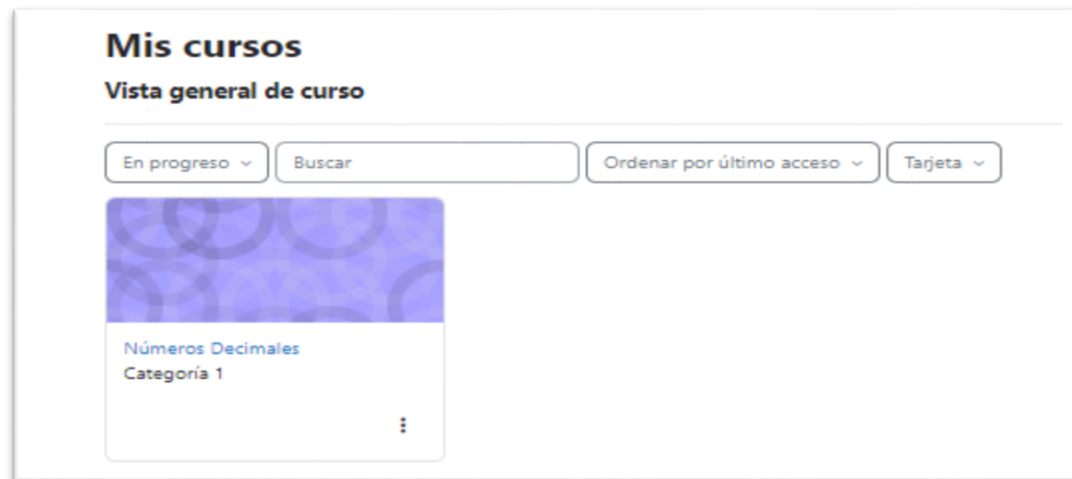 Mis cursos
Vista general de curso
En progreso Buscar Ordenar por último acceso Tarjeta
Números Decimales
Categoría 1